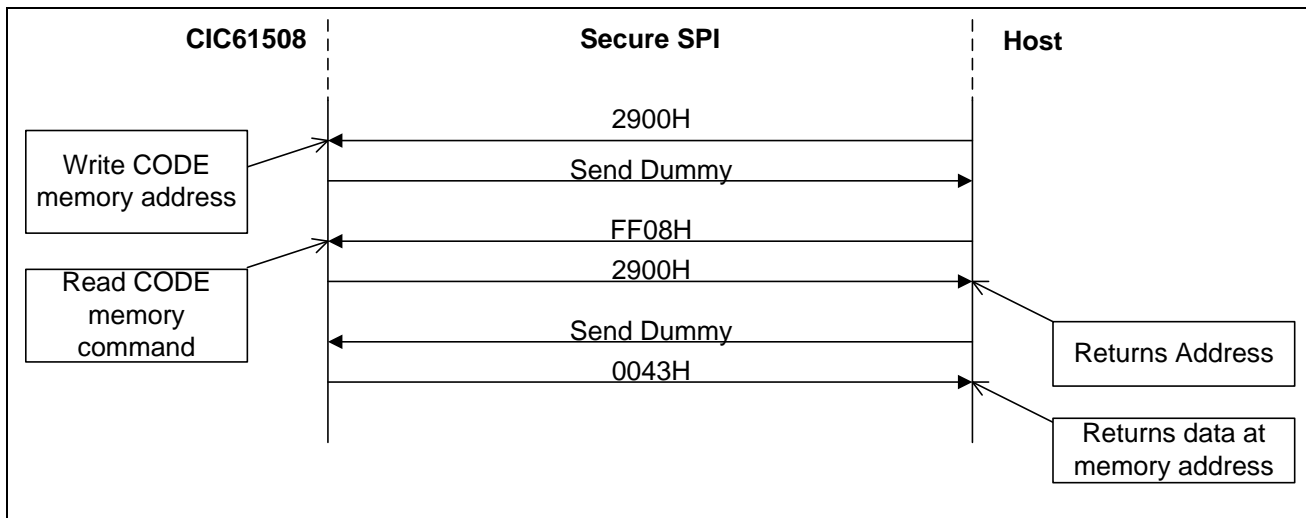 CIC61508
Secure SPI
Host
2900H
Write CODE
memory address
Send Dummy
FF08H
Read CODE
memory
command
2900H
Returns Address
Send Dummy
0043H
Returns data at
memory address